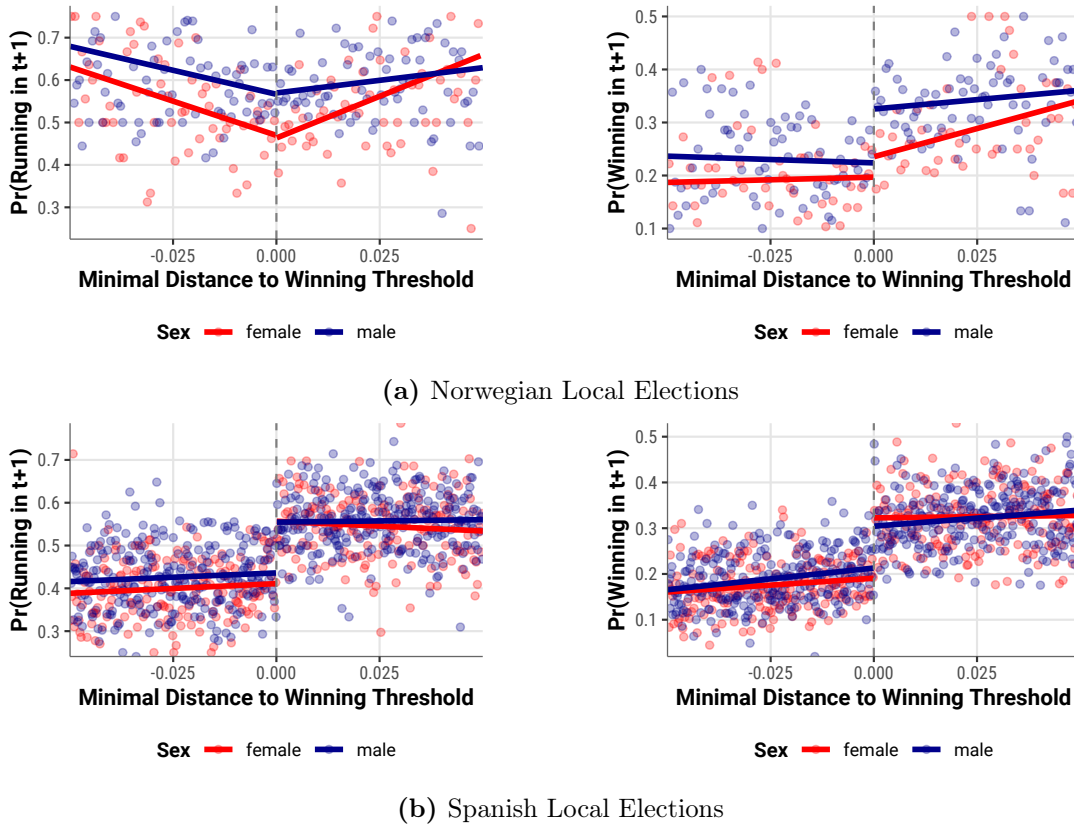 Pr(Running in t+1)
0.7
0.6
0.5
0.4
0.3
-0.025
0.000
0.025
Minimal Distance to Winning Threshold
Sex female male
Pr(Winning in t+1)
0.5
0.4
0.3
0.2
0.1
-0.025
0.000
0.025
Minimal Distance to Winning Threshold
Sex female male
(a) Norwegian Local Elections
Pr(Running in t+1)
0.7
0.6
0.5
0.4
0.3
-0.025
0.000
0.025
Minimal Distance to Winning Threshold
Sex female male
Pr(Winning in t+1)
0.5
0.4
0.3
0.2
0.1
-0.025
0.000
0.025
Minimal Distance to Winning Threshold
Sex female male
(b) Spanish Local Elections